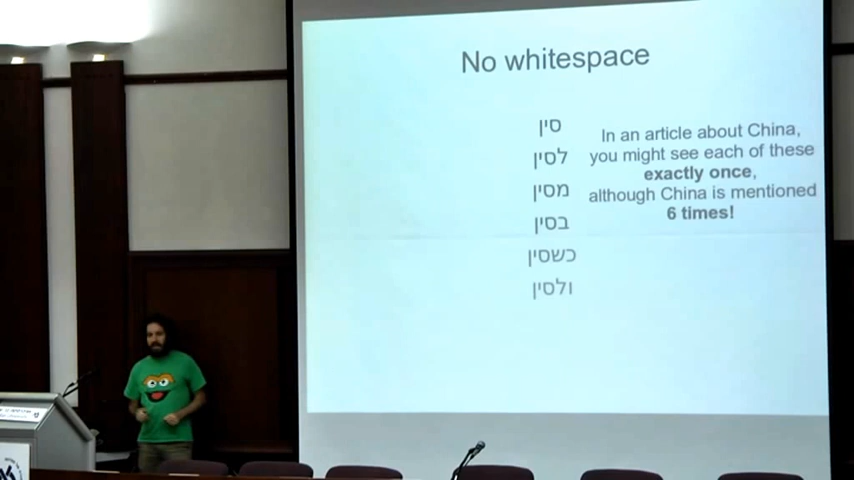 No whitespace
סין
לסין
מסין
בסין
כשסין
ולסין
In an article about China,
you might see each of these
exactly once,
although China is mentioned
6 times!